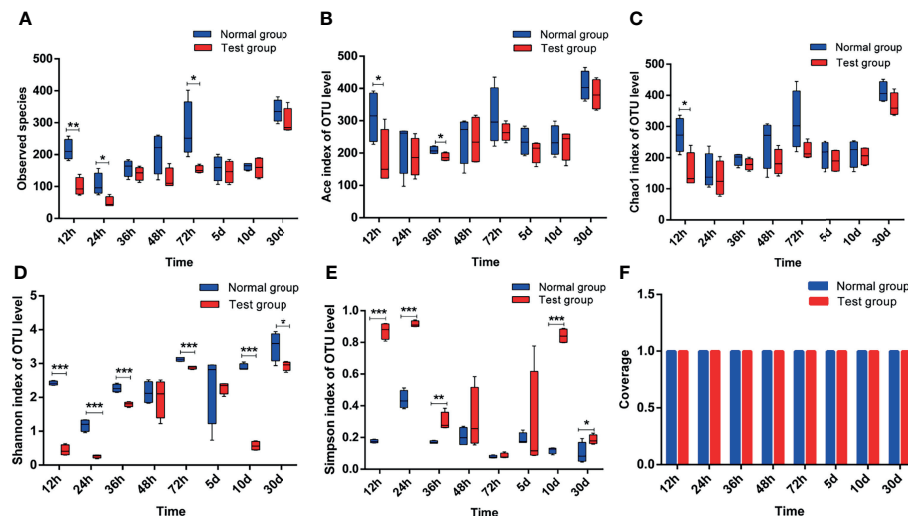 A
Normal group
Test group
Observed species
500
400
300
200
100
0
**
*
*
12h
24h
36h
48h
72h
5d
10d
30d
Time
B
Normal group
Test group
Ace index of OTU level
500
400
300
200
100
0
*
*
12h
24h
36h
48h
72h
5d
10d
30d
Time
C
Normal group
Test group
Chao1 index of OTU level
500
400
300
200
100
0
*
12h
24h
36h
48h
72h
5d
10d
30d
Time
D
Normal group
Test group
Shannon index of OTU level
5
4
3
2
1
0
***
***
***
***
***
12h
24h
36h
48h
72h
5d
10d
30d
Time
E
Normal group
Test group
Simpson index of OTU level
1.0
0.8
0.6
0.4
0.2
0.0
***
***
**
***
*
12h
24h
36h
48h
72h
5d
10d
30d
Time
F
Normal group
Test group
Coverage
1.5
1.0
0.5
0.0
12h
24h
36h
48h
72h
5d
10d
30d
Time